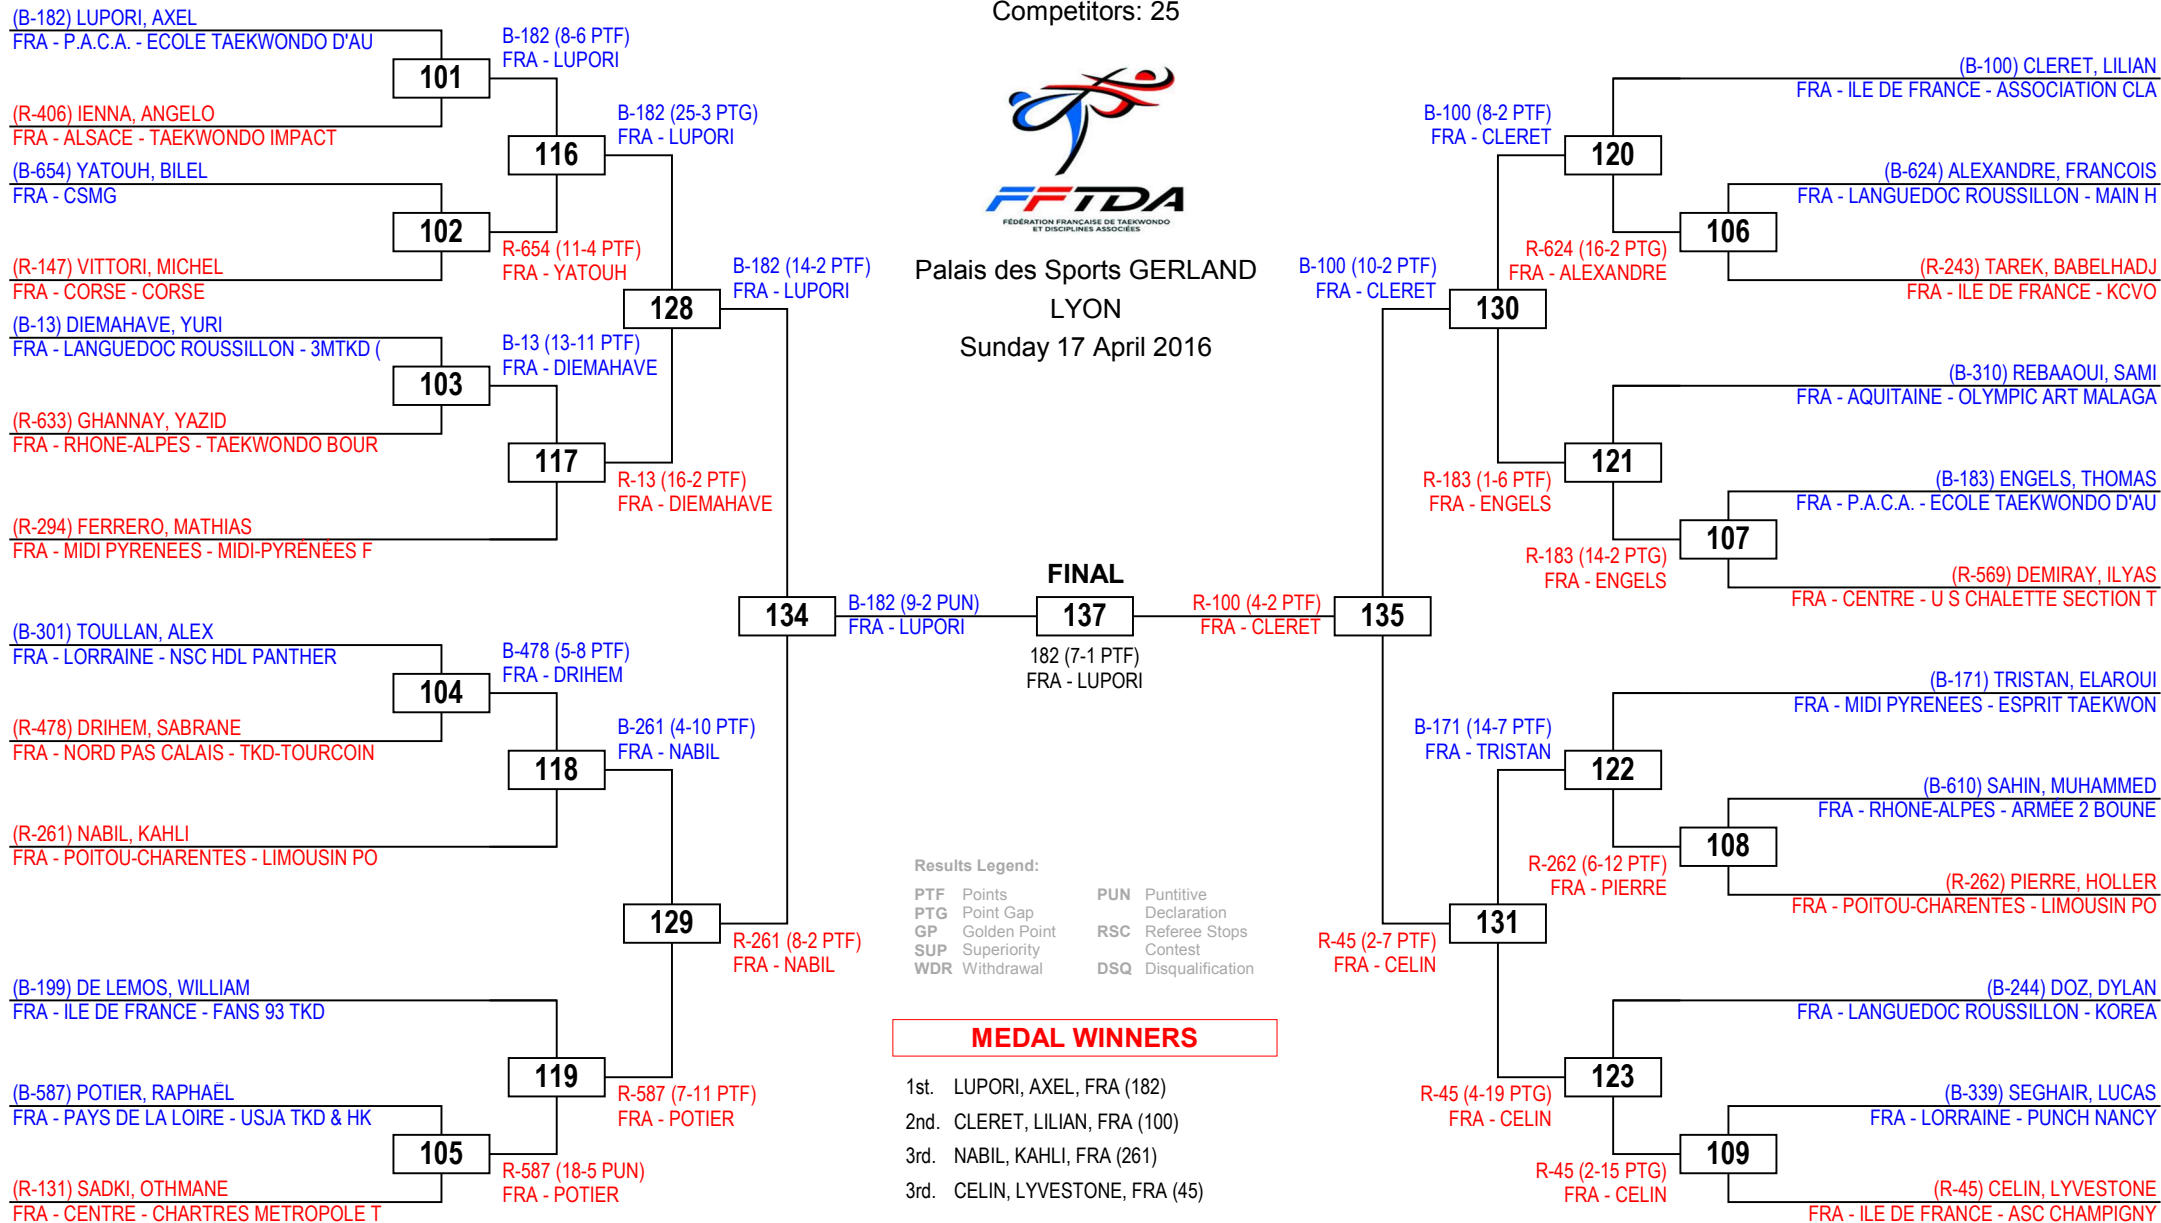 Competitors: 25
(B-182) LUPORI, AXEL
FRA - P.A.C.A. - ECOLE TAEKWONDO D'AU
101
B-182 (8-6 PTF)
FRA - LUPORI
(R-406) IENNA, ANGELO
FRA - ALSACE - TAEKWONDO IMPACT
116
B-182 (25-3 PTG)
FRA - LUPORI
(B-654) YATOUH, BILEL
FRA - CSMG
102
R-654 (11-4 PTF)
FRA - YATOUH
(R-147) VITTORI, MICHEL
FRA - CORSE - CORSE
128
B-182 (14-2 PTF)
FRA - LUPORI
(B-13) DIEMAHAVE, YURI
FRA - LANGUEDOC ROUSSILLON - 3MTKD (
103
B-13 (13-11 PTF)
FRA - DIEMAHAVE
(R-633) GHANNAY, YAZID
FRA - RHONE-ALPES - TAEKWONDO BOUR
117
R-13 (16-2 PTF)
FRA - DIEMAHAVE
(R-294) FERRERO, MATHIAS
FRA - MIDI PYRENEES - MIDI-PYRÉNÉES F
134
B-182 (9-2 PUN)
FRA - LUPORI
(B-301) TOULLAN, ALEX
FRA - LORRAINE - NSC HDL PANTHER
104
B-478 (5-8 PTF)
FRA - DRIHEM
(R-478) DRIHEM, SABRANE
FRA - NORD PAS CALAIS - TKD-TOURCOIN
118
B-261 (4-10 PTF)
FRA - NABIL
(R-261) NABIL, KAHLI
FRA - POITOU-CHARENTES - LIMOUSIN PO
129
R-261 (8-2 PTF)
FRA - NABIL
(B-199) DE LEMOS, WILLIAM
FRA - ILE DE FRANCE - FANS 93 TKD
119
R-587 (7-11 PTF)
FRA - POTIER
(B-587) POTIER, RAPHAËL
FRA - PAYS DE LA LOIRE - USJA TKD & HK
105
R-587 (18-5 PUN)
FRA - POTIER
(R-131) SADKI, OTHMANE
FRA - CENTRE - CHARTRES METROPOLE T
FFTDA
FÉDÉRATION FRANÇAISE DE TAEKWONDO
ET DISCIPLINES ASSOCIÉES
Palais des Sports GERLAND
LYON
Sunday 17 April 2016
FINAL
137
182 (7-1 PTF)
FRA - LUPORI
Results Legend:
PTF Points
PTG Point Gap
GP Golden Point
SUP Superiority
WDR Withdrawal
PUN Puntitive
Declaration
RSC Referee Stops
Contest
DSQ Disqualification
MEDAL WINNERS
1st. LUPORI, AXEL, FRA (182)
2nd. CLERET, LILIAN, FRA (100)
3rd. NABIL, KAHLI, FRA (261)
3rd. CELIN, LYVESTONE, FRA (45)
(B-100) CLERET, LILIAN
FRA - ILE DE FRANCE - ASSOCIATION CLA
B-100 (8-2 PTF)
FRA - CLERET
120
(B-624) ALEXANDRE, FRANCOIS
FRA - LANGUEDOC ROUSSILLON - MAIN H
106
R-624 (16-2 PTG)
FRA - ALEXANDRE
(R-243) TAREK, BABELHADJ
FRA - ILE DE FRANCE - KCVO
B-100 (10-2 PTF)
FRA - CLERET
130
(B-310) REBAAOUI, SAMI
FRA - AQUITAINE - OLYMPIC ART MALAGA
121
R-183 (1-6 PTF)
FRA - ENGELS
(B-183) ENGELS, THOMAS
FRA - P.A.C.A. - ECOLE TAEKWONDO D'AU
107
R-183 (14-2 PTG)
FRA - ENGELS
(R-569) DEMIRAY, ILYAS
FRA - CENTRE - U S CHALETTE SECTION T
R-100 (4-2 PTF)
FRA - CLERET
135
(B-171) TRISTAN, ELAROUI
FRA - MIDI PYRENEES - ESPRIT TAEKWON
B-171 (14-7 PTF)
FRA - TRISTAN
122
(B-610) SAHIN, MUHAMMED
FRA - RHONE-ALPES - ARMÉE 2 BOUNE
108
R-262 (6-12 PTF)
FRA - PIERRE
(R-262) PIERRE, HOLLER
FRA - POITOU-CHARENTES - LIMOUSIN PO
131
R-45 (2-7 PTF)
FRA - CELIN
(B-244) DOZ, DYLAN
FRA - LANGUEDOC ROUSSILLON - KOREA
123
R-45 (4-19 PTG)
FRA - CELIN
(B-339) SEGHAIR, LUCAS
FRA - LORRAINE - PUNCH NANCY
109
R-45 (2-15 PTG)
FRA - CELIN
(R-45) CELIN, LYVESTONE
FRA - ILE DE FRANCE - ASC CHAMPIGNY